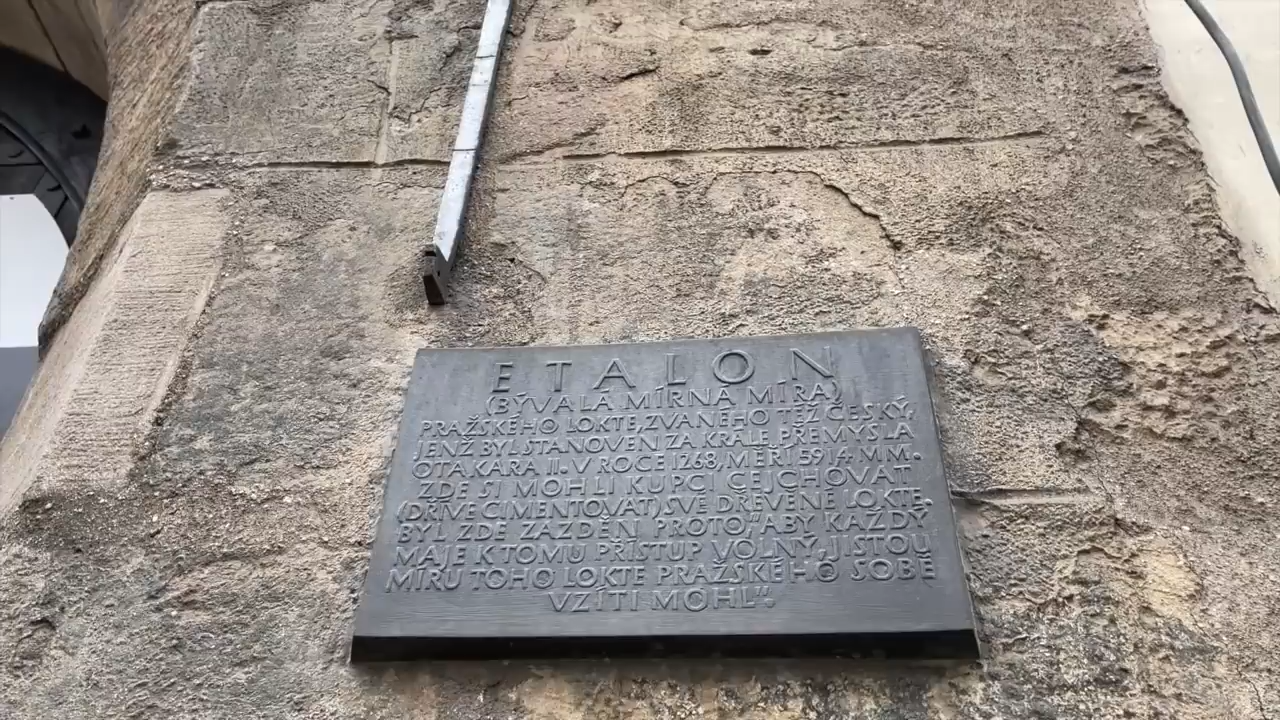 ETALON
(BÝVALÁ MÍRNÁ MÍRA)
PRAŽSKÉHO LOKTE, ZVANÉHO TÉŽ ČESKÝ,
JENŽ BYL STANOVEN ZA KRÁLE PŘEMYSLA
OTAKARA II. V ROCE 1268, MĚŘÍ 591,4 MM.
ZDE SI MOHLI KUPCI CEJCHOVAT
(DŘÍVE CIMENTOVAT) SVÉ DŘEVĚNÉ LOKTE.
BYL ZDE ZAZDĚN PROTO,"ABY KAŽDÝ
MAJE K TOMU PŘÍSTUP VOLNÝ, JISTOU
MÍRU TOHO LOKTE PRAŽSKÉHO SOBĚ
VZÍTI MOHL".